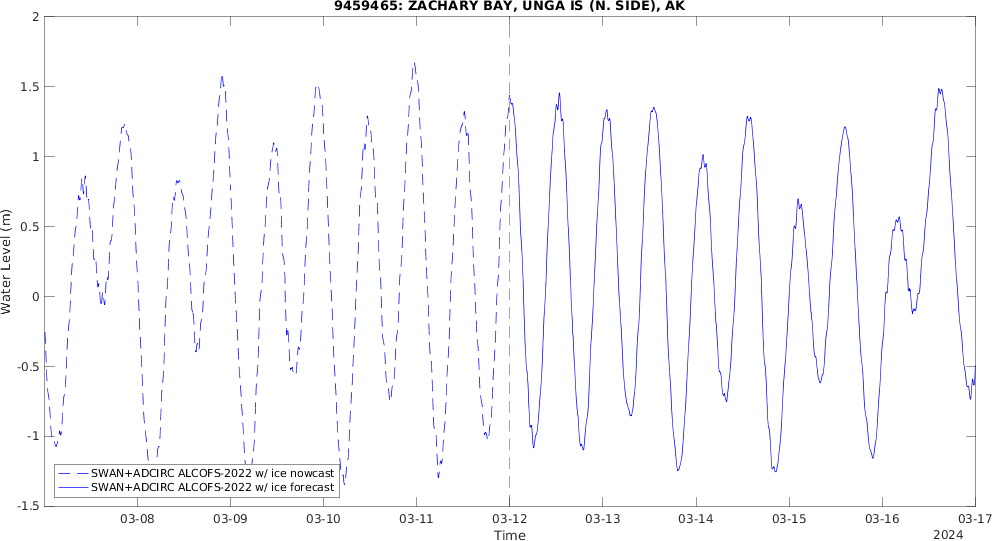 9459465: ZACHARY BAY, UNGA IS (N. SIDE), AK
2
1.5
1
0.5
0
-0.5
-1
-1.5
Water Level (m)
SWAN+ADCIRC ALCOFS-2022 w/ ice nowcast
SWAN+ADCIRC ALCOFS-2022 w/ ice forecast
03-08 03-09 03-10 03-11 03-12 03-13 03-14 03-15 03-16 03-17
Time
2024